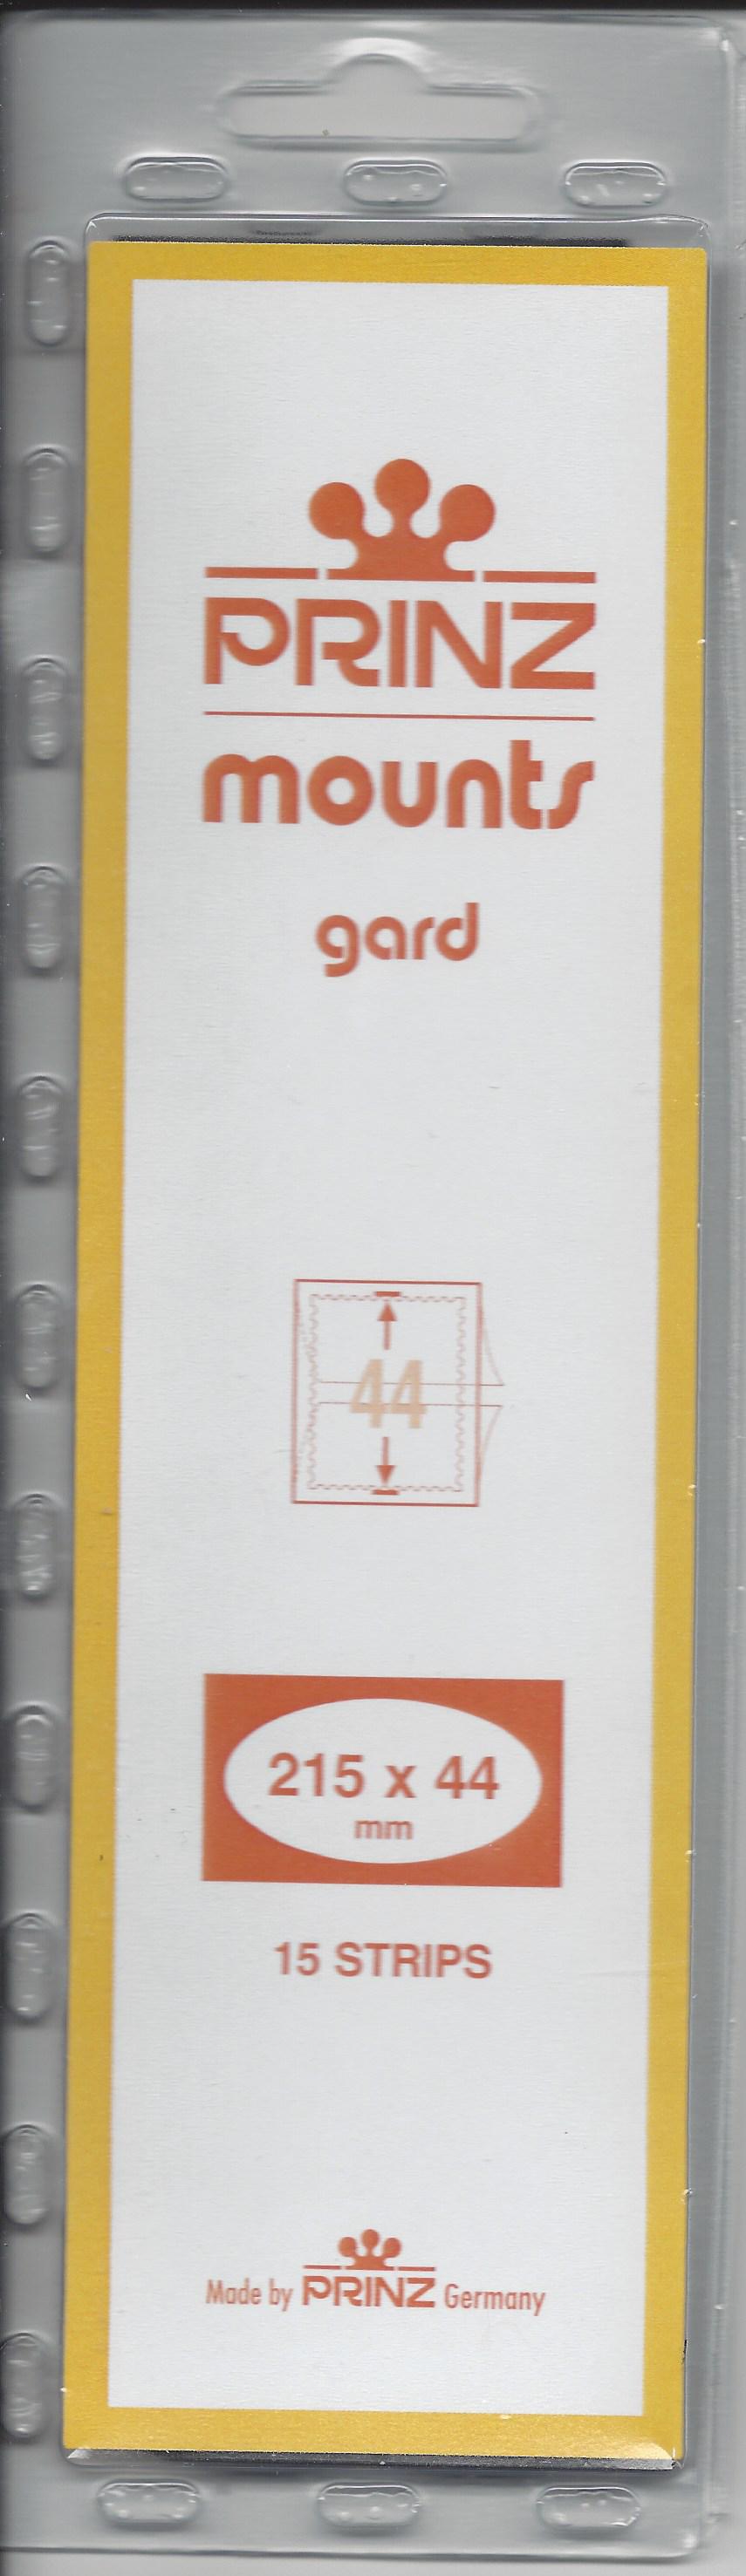 PRINZ
mounts
gard
44
215 x 44
mm
15 STRIPS
Made by PRINZ Germany